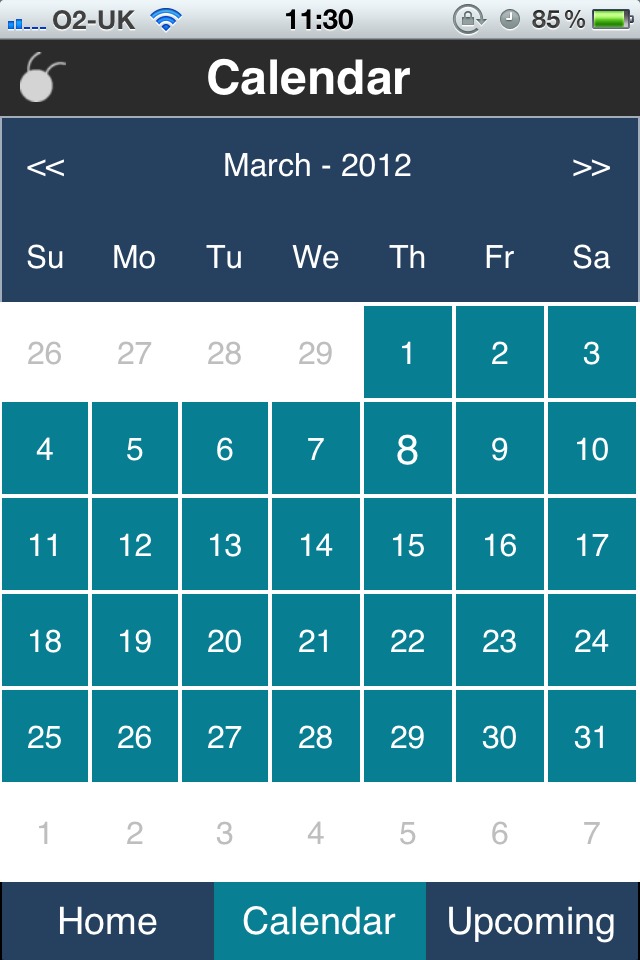 O2-UK 11:30 85%
Calendar
<< March - 2012 >>
Su Mo Tu We Th Fr Sa
26 27 28 29 1 2 3
4 5 6 7 8 9 10
11 12 13 14 15 16 17
18 19 20 21 22 23 24
25 26 27 28 29 30 31
1 2 3 4 5 6 7
Home Calendar Upcoming